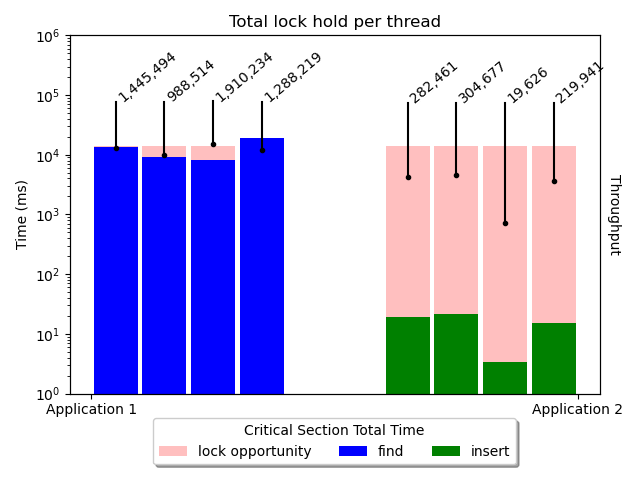 Total lock hold per thread
10^6
10^5
10^4
10^3
10^2
10^1
10^0
Time (ms)
1,445,494
988,514
1,910,234
1,288,219
282,461
304,677
19,626
219,941
Throughput
Application 1
Application 2
Critical Section Total Time
lock opportunity find insert